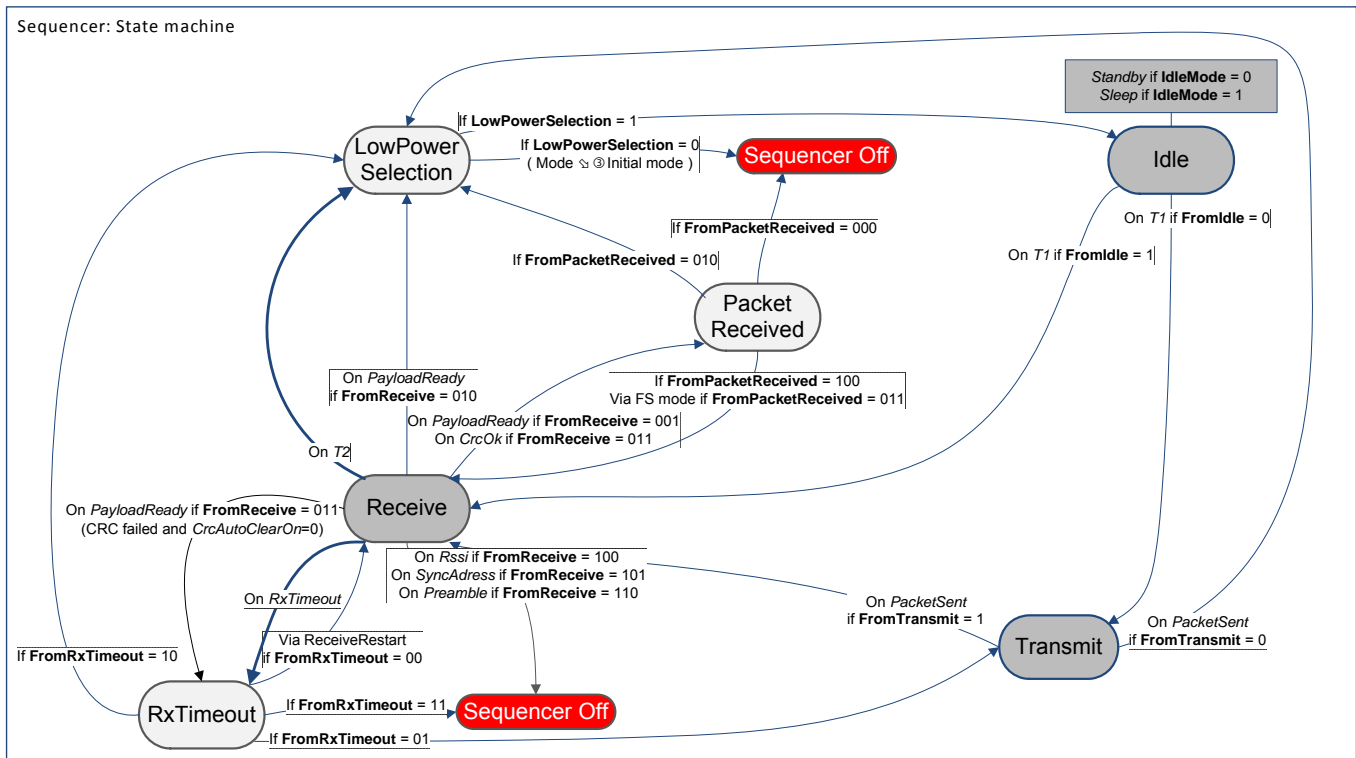 Sequencer: State machine
Standby if IdleMode = 0
Sleep if IdleMode = 1
If LowPowerSelection = 1
LowPower
Selection
If LowPowerSelection = 0
( Mode ⇘ ③ Initial mode )
Sequencer Off
Idle
On T1 if FromIdle = 0
If FromPacketReceived = 000
On T1 if FromIdle = 1
If FromPacketReceived = 010
Packet
Received
On PayloadReady
if FromReceive = 010
If FromPacketReceived = 100
Via FS mode if FromPacketReceived = 011
On PayloadReady if FromReceive = 001
On CrcOk if FromReceive = 011
On T2
Receive
On PayloadReady if FromReceive = 011
(CRC failed and CrcAutoClearOn=0)
On Rssi if FromReceive = 100
On SyncAdress if FromReceive = 101
On Preamble if FromReceive = 110
On RxTimeout
On PacketSent
if FromTransmit = 1
On PacketSent
if FromTransmit = 0
Transmit
Via ReceiveRestart
if FromRxTimeout = 00
If FromRxTimeout = 10
RxTimeout
If FromRxTimeout = 11
Sequencer Off
If FromRxTimeout = 01